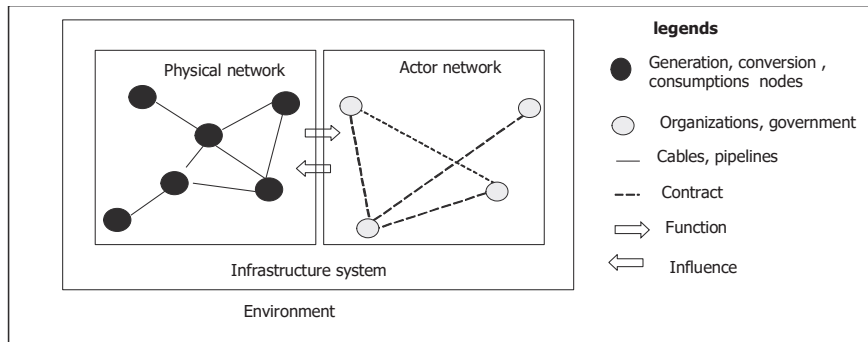 Physical network
Actor network
Infrastructure system
Environment
legends
Generation, conversion ,
consumptions nodes
Organizations, government
Cables, pipelines
Contract
Function
Influence